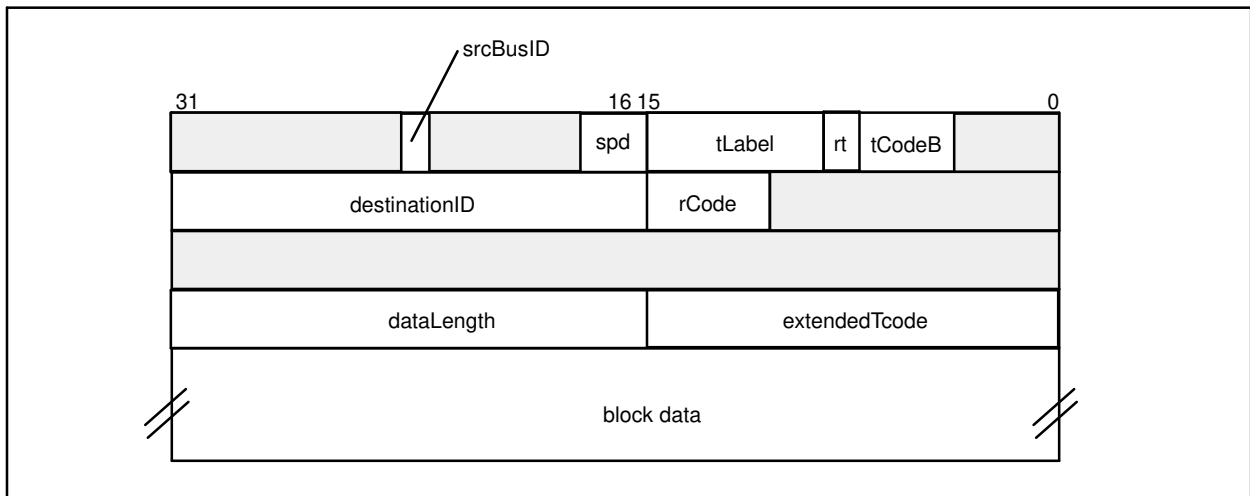 srcBusID
31 16 15 0
spd tLabel rt tCodeB
destinationID rCode
dataLength extendedTcode
block data